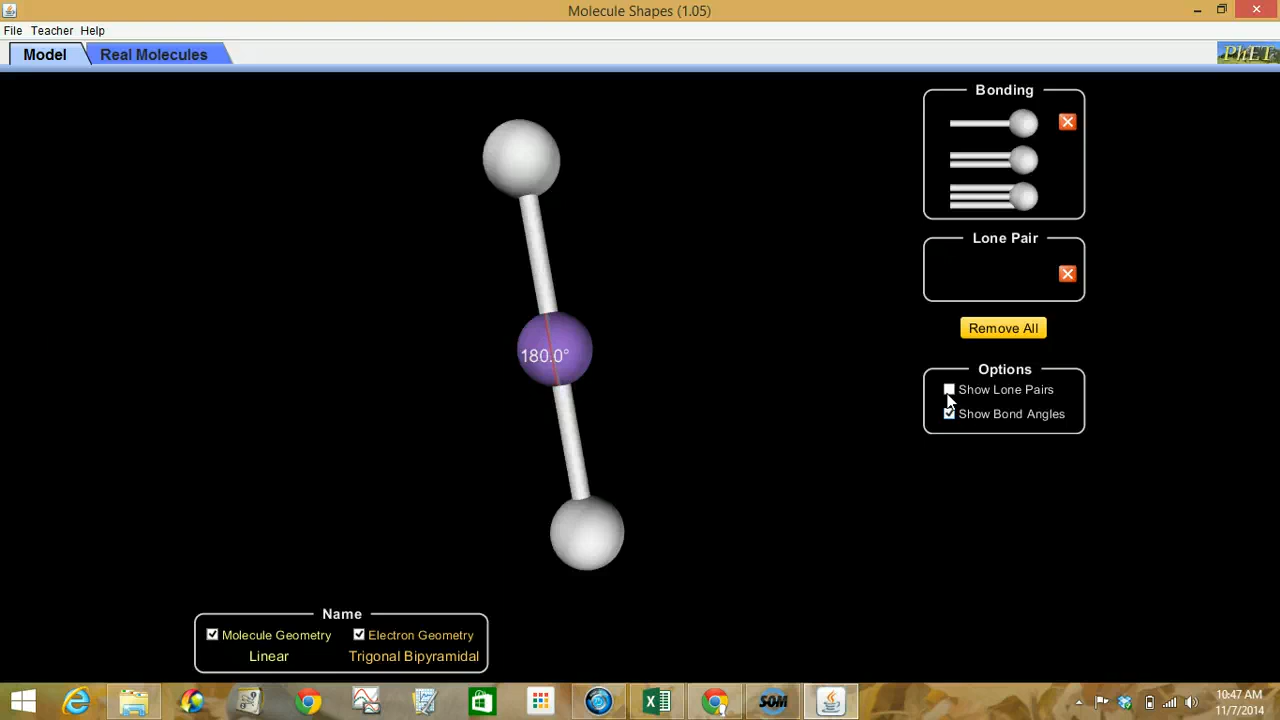 Molecule Shapes (1.05)
File Teacher Help
Model Real Molecules
PhET
Bonding
Lone Pair
Remove All
Options
Show Lone Pairs
Show Bond Angles
180.0°
Name
Molecule Geometry Electron Geometry
Linear Trigonal Bipyramidal
SOM
10:47 AM
11/7/2014